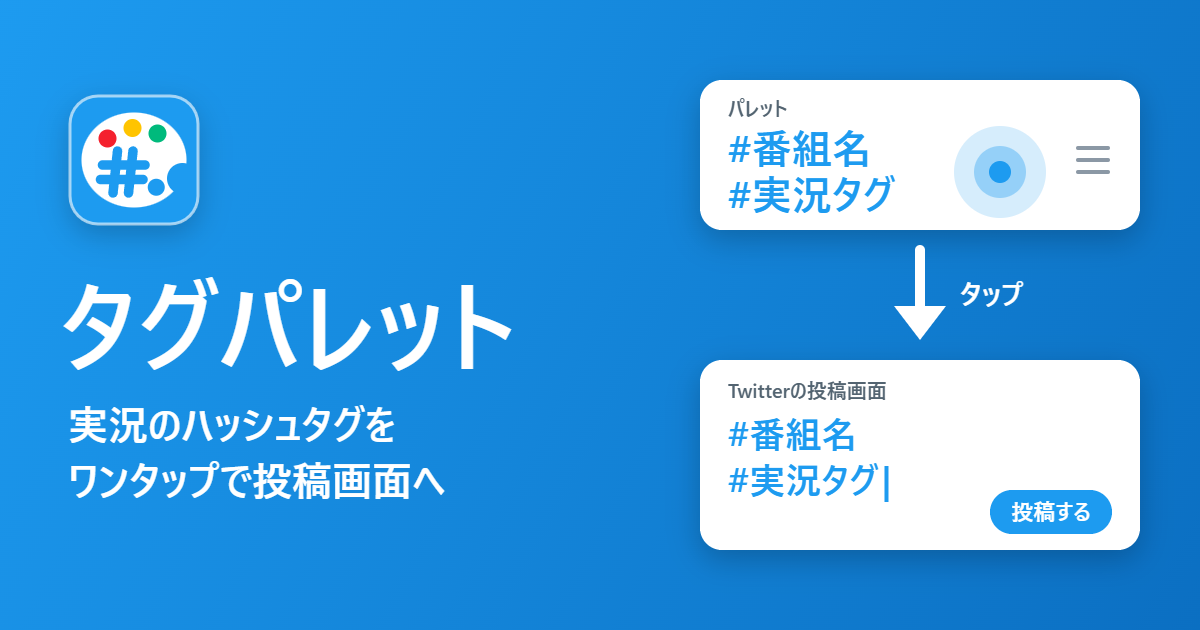 #
タグパレット
実況のハッシュタグを
ワンタップで投稿画面へ
パレット
#番組名
#実況タグ
タップ
Twitterの投稿画面
#番組名
#実況タグ
投稿する